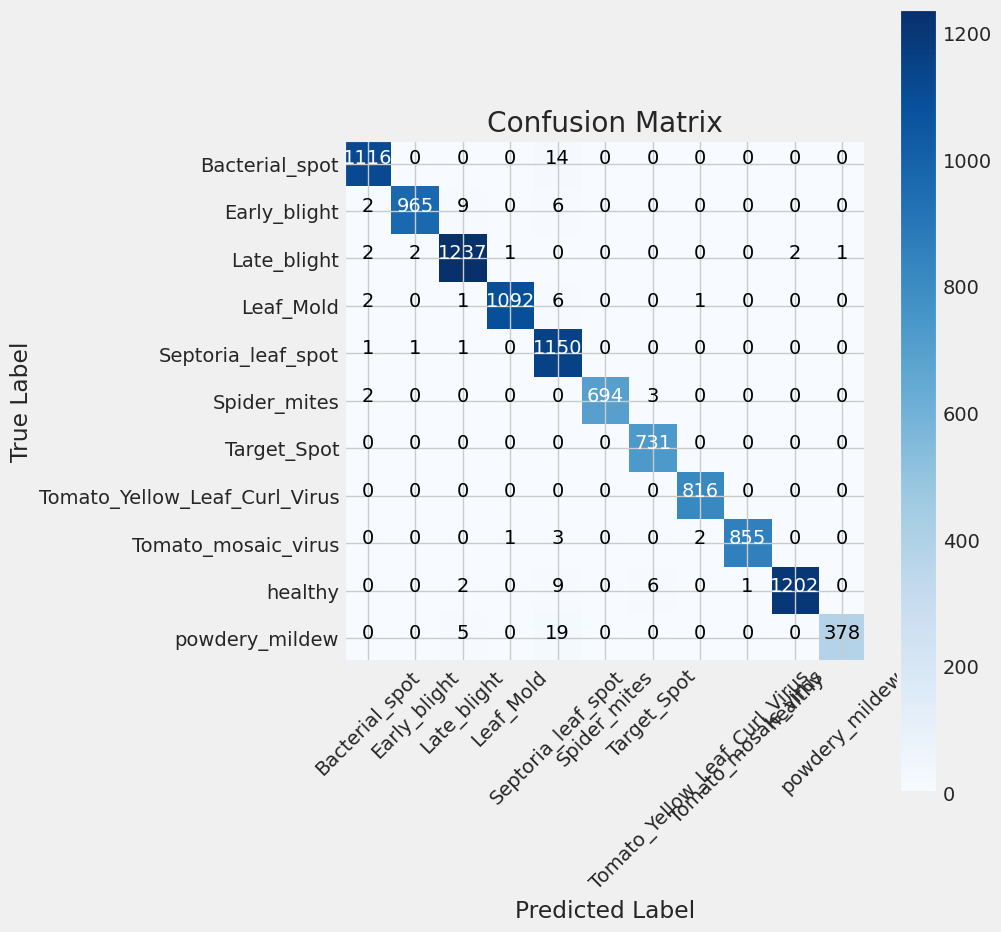 Confusion Matrix
True Label
Bacterial_spot 1116 0 0 0 14 0 0 0 0 0 0
Early_blight 2 965 9 0 6 0 0 0 0 0 0
Late_blight 2 2 1237 1 0 0 0 0 0 2 1
Leaf_Mold 2 0 1 1092 6 0 0 1 0 0 0
Septoria_leaf_spot 1 1 1 0 1150 0 0 0 0 0 0
Spider_mites 2 0 0 0 0 694 3 0 0 0 0
Target_Spot 0 0 0 0 0 0 731 0 0 0 0
Tomato_Yellow_Leaf_Curl_Virus 0 0 0 0 0 0 0 816 0 0 0
Tomato_mosaic_virus 0 0 0 1 3 0 0 2 855 0 0
healthy 0 0 2 0 9 0 6 0 1 1202 0
powdery_mildew 0 0 5 0 19 0 0 0 0 0 378
Bacterial_spot
Early_blight
Late_blight
Leaf_Mold
Septoria_leaf_spot
Spider_mites
Target_Spot
Tomato_Yellow_Leaf_Curl_Virus
Tomato_mosaic_virus
healthy
powdery_mildew
Predicted Label
1200
1000
800
600
400
200
0